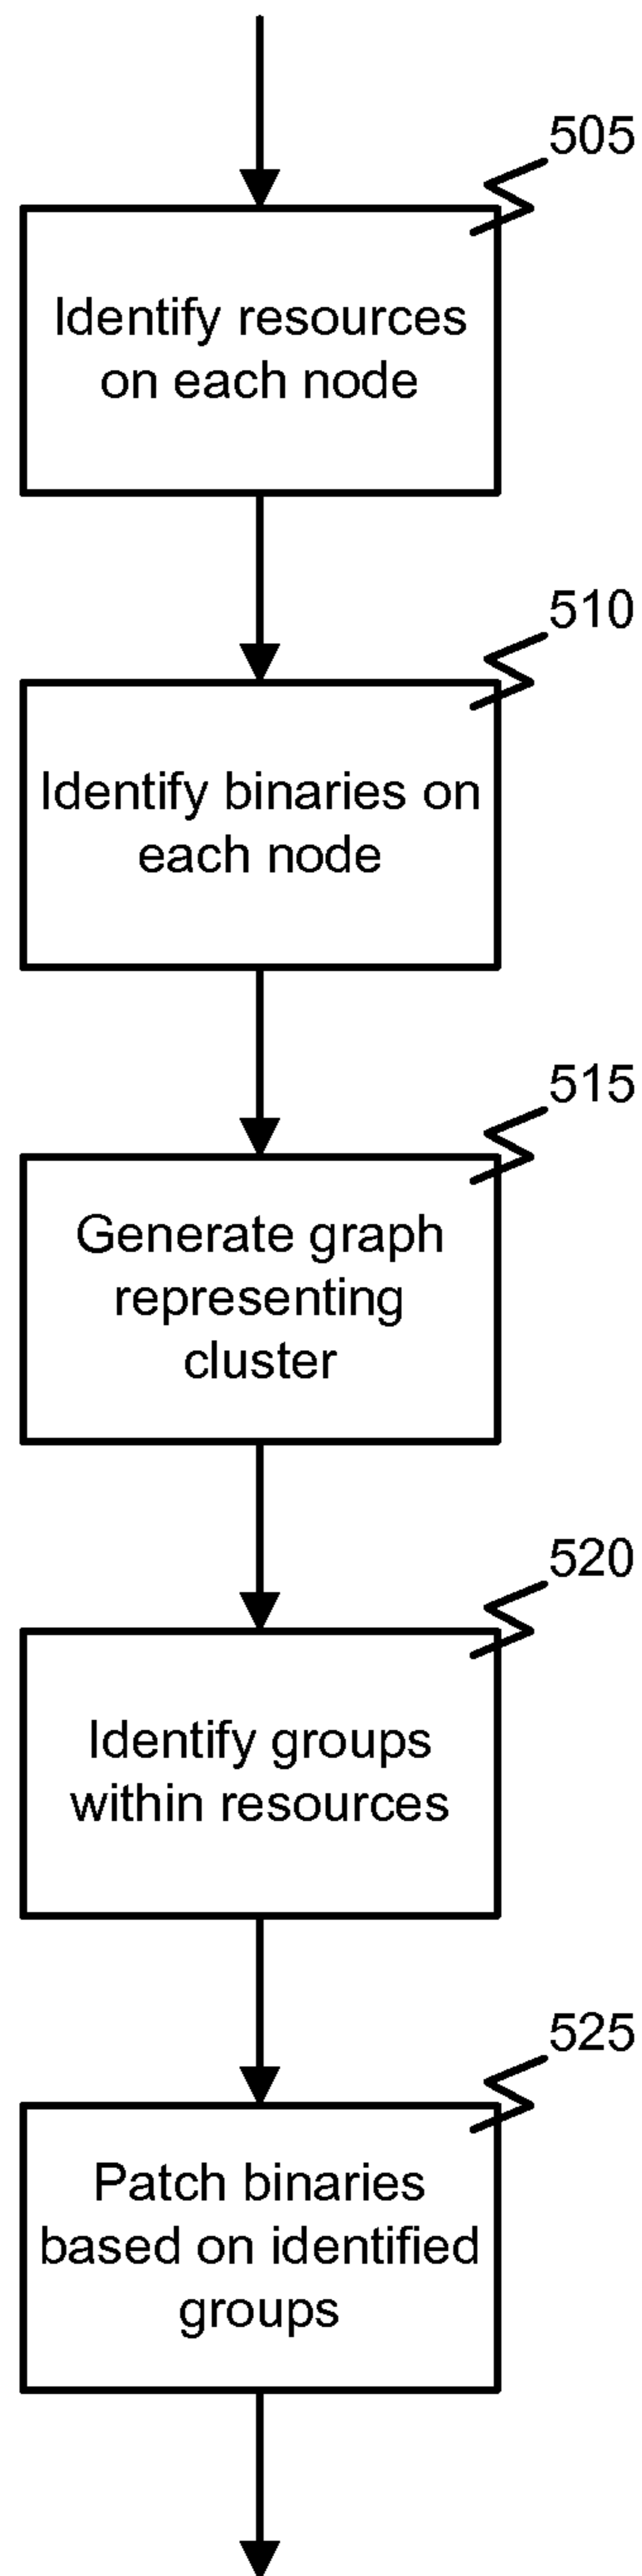 505
Identify resources
on each node
510
Identify binaries on
each node
515
Generate graph
representing
cluster
520
Identify groups
within resources
525
Patch binaries
based on identified
groups